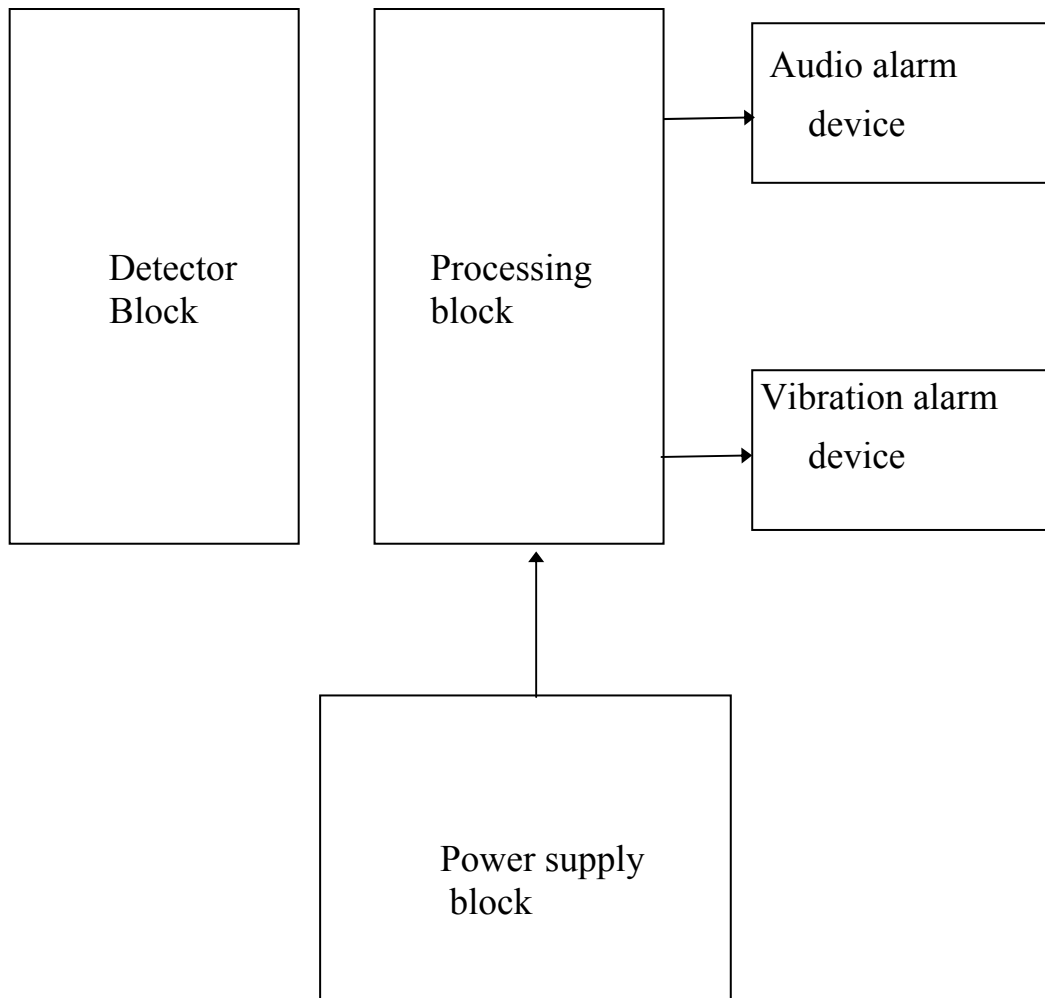 Detector
Block
Processing
block
Audio alarm
device
Vibration alarm
device
Power supply
block